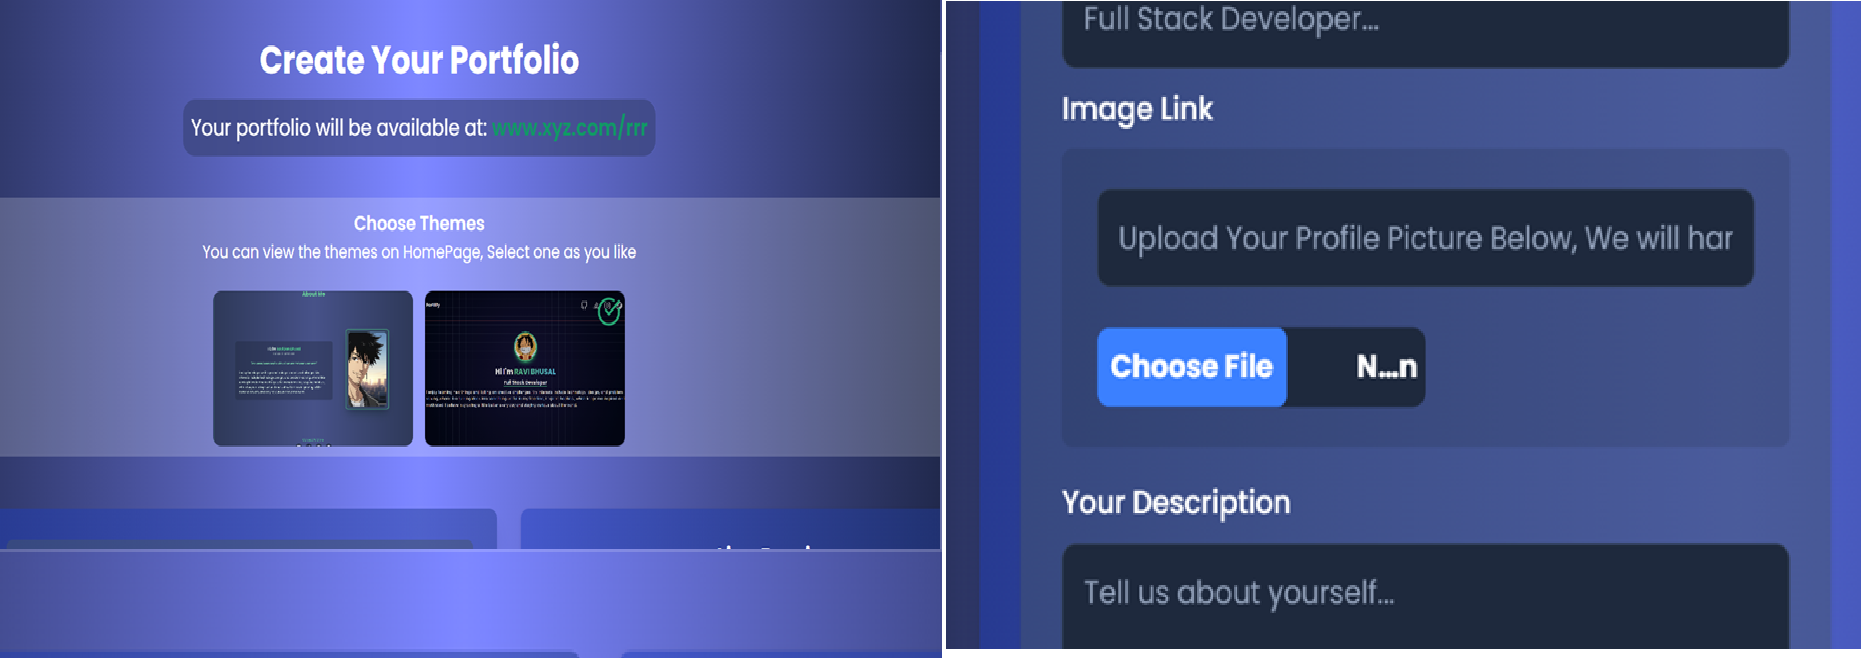 Create Your Portfolio
Your portfolio will be available at: www.xyz.com/rrr
Choose Themes
You can view the themes on HomePage, Select one as you like
About Me
Hi I'm RAVI BHUSAL
Full Stack Developer
Full Stack Developer...
Image Link
Upload Your Profile Picture Below, We will har
Choose File N...n
Your Description
Tell us about yourself...